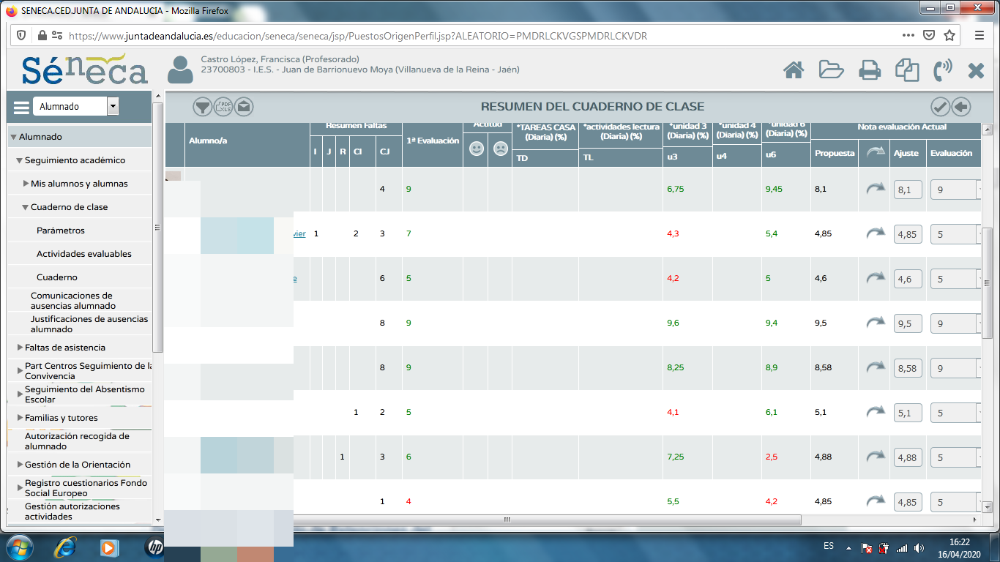 SENECA.CED.JUNTA DE ANDALUCIA - Mozilla Firefox
https://www.juntadeandalucia.es/educacion/seneca/seneca/jsp/PuestosOrigenPerfil.jsp?ALEATORIO=PMDRLCKVGSPMDRLCKVDR
Séneca
Castro López, Francisca (Profesorado)
23700803 - I.E.S. - Juan de Barrionuevo Moya (Villanueva de la Reina - Jaén)
Alumnado
PDF
XLS
RESUMEN DEL CUADERNO DE CLASE
Alumnado
Seguimiento académico
Mis alumnos y alumnas
Cuaderno de clase
Parámetros
Actividades evaluables
Cuaderno
Comunicaciones de
ausencias alumnado
Justificaciones de ausencias
alumnado
Faltas de asistencia
Part Centros Seguimiento de la
Convivencia
Seguimiento del Absentismo
Escolar
Familias y tutores
Autorización recogida de
alumnado
Gestión de la Orientación
Registro cuestionarios Fondo
Social Europeo
Gestión autorizaciones
actividades
Alumno/a
Resumen Faltas
I J R CI CJ
1ª Evaluación
Actitud
*TAREAS CASA
(Diaria) (%)
TD
*actividades lectura
(Diaria) (%)
TL
*unidad 3
(Diaria) (%)
u3
*unidad 4
(Diaria) (%)
u4
*unidad 6
(Diaria) (%)
u6
Nota evaluación Actual
Propuesta Ajuste Evaluación
4 9 6,75 9,45 8,1 8,1 9
vier 1 2 3 7 4,3 5,4 4,85 4,85 5
e 6 5 4,2 5 4,6 4,6 5
8 9 9,6 9,4 9,5 9,5 9
8 9 8,25 8,9 8,58 8,58 9
1 2 5 4,1 6,1 5,1 5,1 5
1 3 6 7,25 2,5 4,88 4,88 5
1 4 5,5 4,2 4,85 4,85 5
hp
ES
16:22
16/04/2020